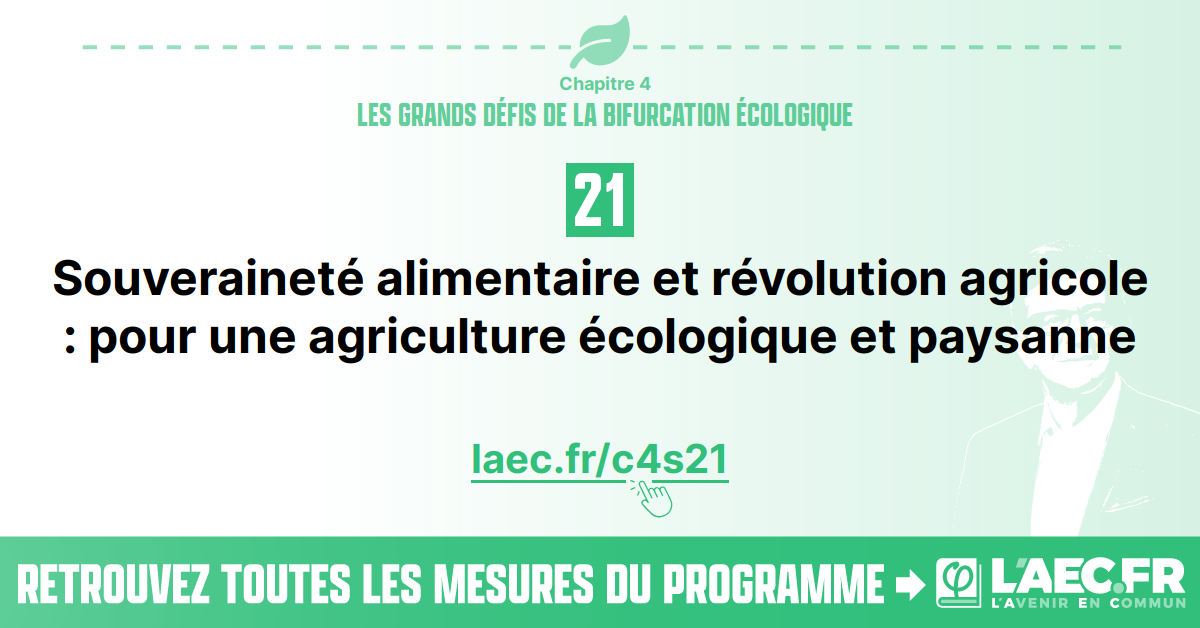 Chapitre 4
LES GRANDS DÉFIS DE LA BIFURCATION ÉCOLOGIQUE
21
Souveraineté alimentaire et révolution agricole
: pour une agriculture écologique et paysanne
laec.fr/c4s21
RETROUVEZ TOUTES LES MESURES DU PROGRAMME
φ L'AEC.FR
L'AVENIR EN COMMUN